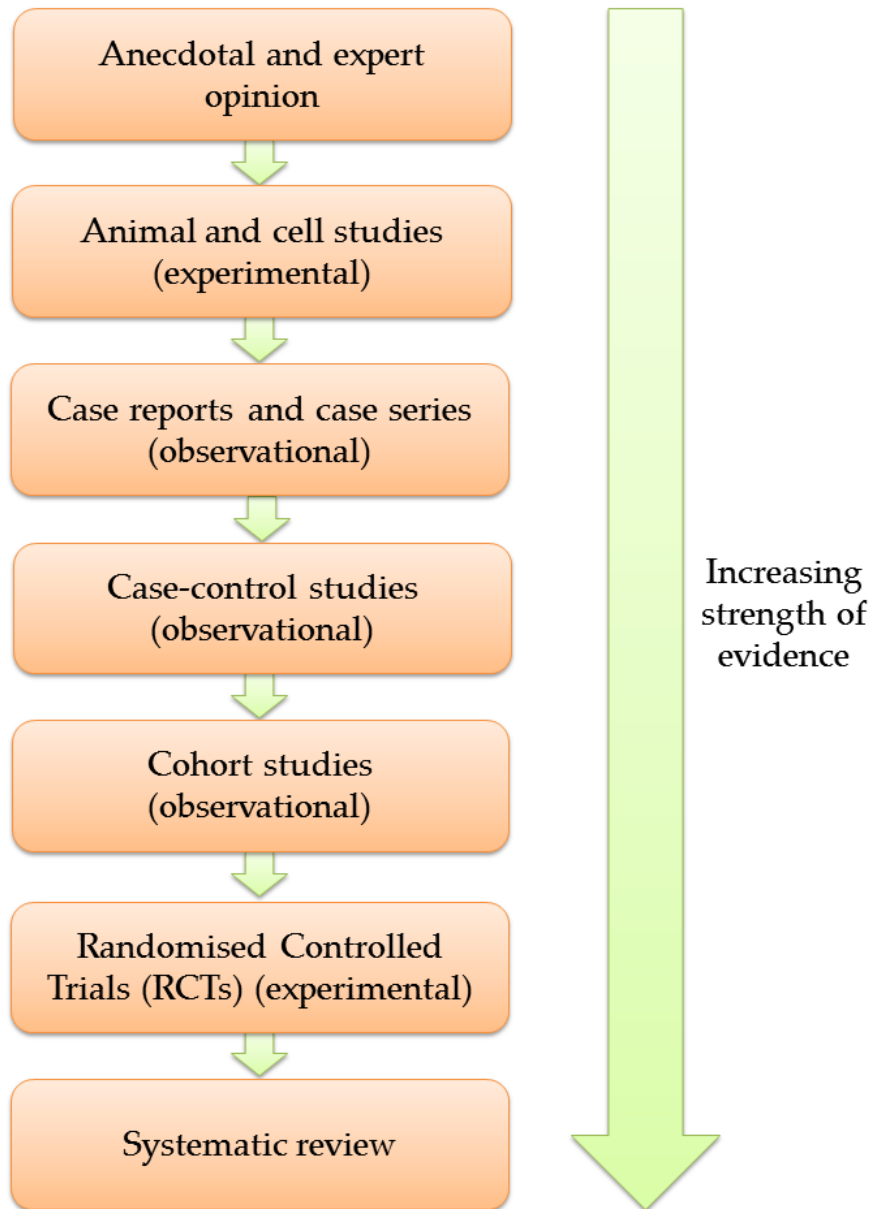 Anecdotal and expert
opinion
Animal and cell studies
(experimental)
Case reports and case series
(observational)
Case-control studies
(observational)
Cohort studies
(observational)
Randomised Controlled
Trials (RCTs) (experimental)
Systematic review
Increasing
strength of
evidence